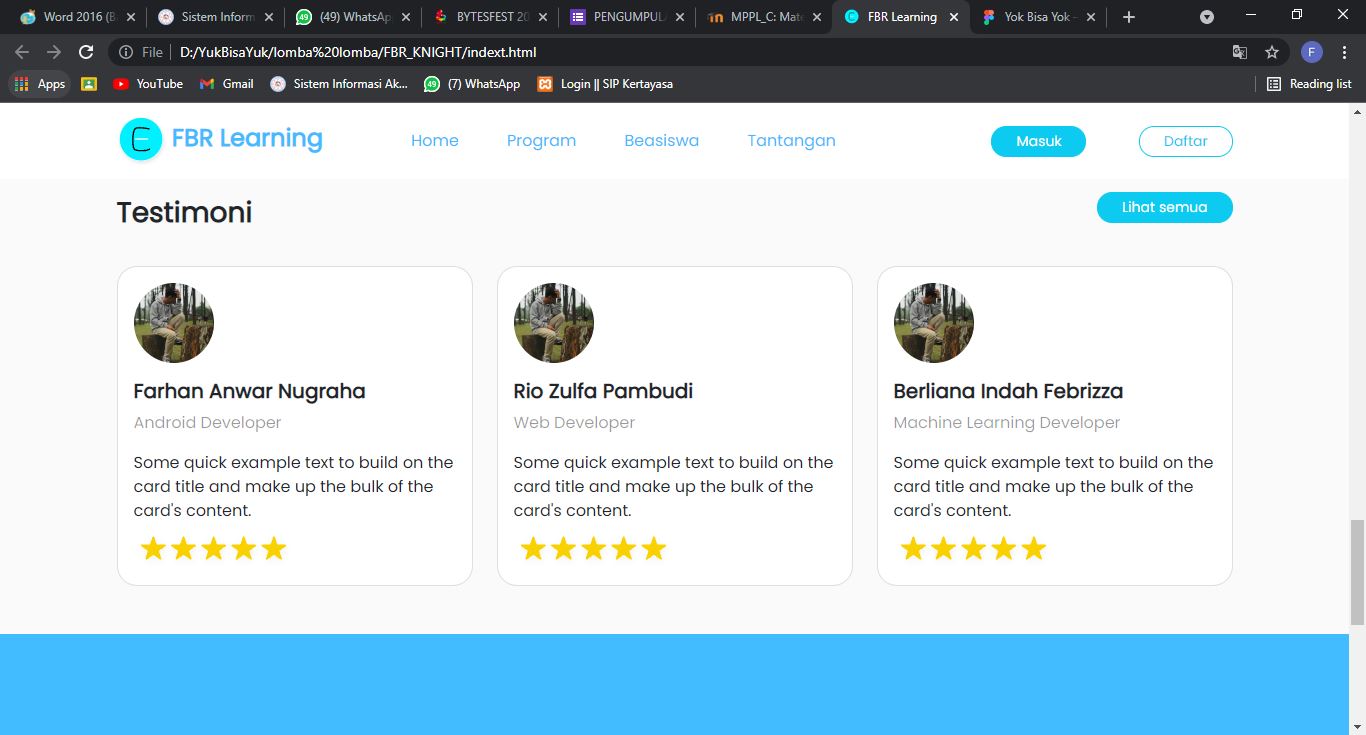 Word 2016 (B
Sistem Inform
(49) WhatsAp
BYTESFEST 20
PENGUMPUL
MPPL_C: Mate
FBR Learning
Yok Bisa Yok -
File
D:/YukBisaYuk/lomba%20lomba/FBR_KNIGHT/indext.html
F
Apps
YouTube
Gmail
Sistem Informasi Ak...
49
(7) WhatsApp
Login || SIP Kertayasa
Reading list
FBR Learning
Home
Program
Beasiswa
Tantangan
Masuk
Daftar
Testimoni
Lihat semua
Farhan Anwar Nugraha
Android Developer
Some quick example text to build on the
card title and make up the bulk of the
card's content.
Rio Zulfa Pambudi
Web Developer
Some quick example text to build on the
card title and make up the bulk of the
card's content.
Berliana Indah Febrizza
Machine Learning Developer
Some quick example text to build on the
card title and make up the bulk of the
card's content.